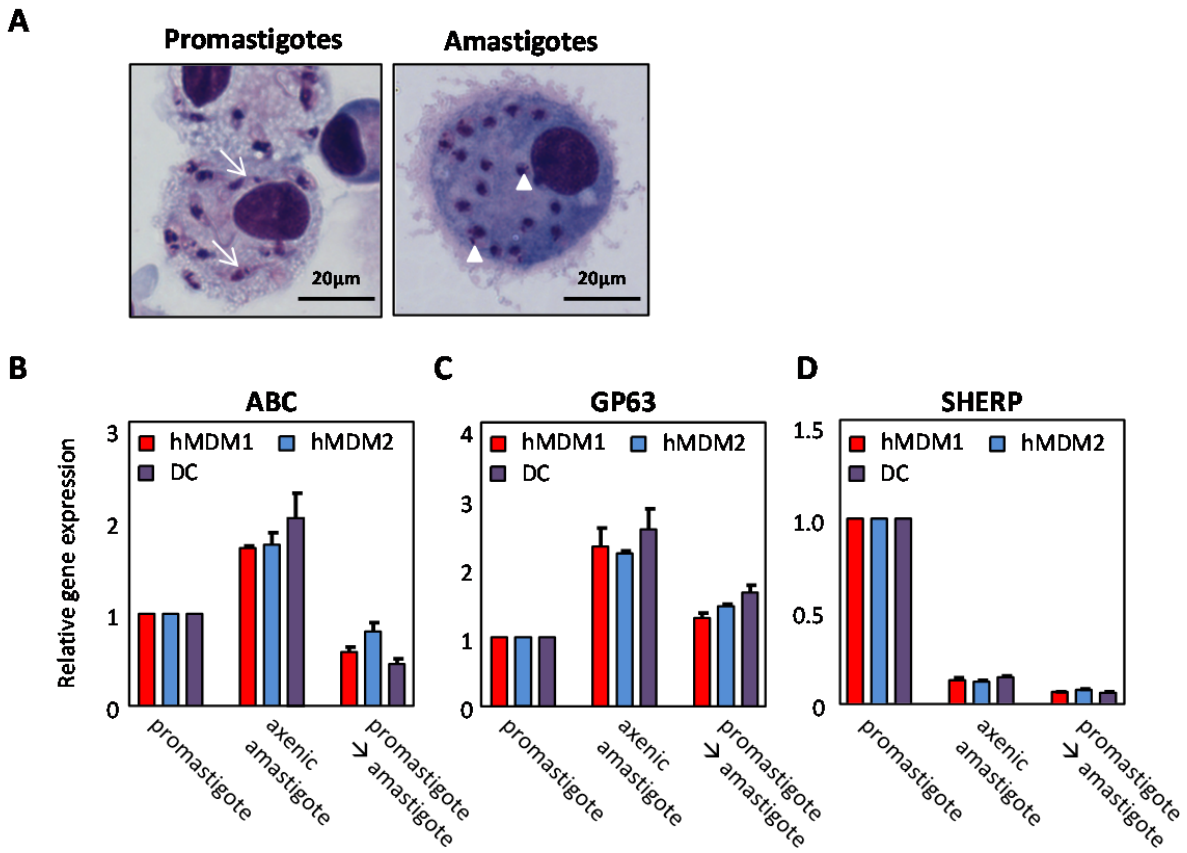 A
Promastigotes
Amastigotes
20µm
20µm
B
C
D
ABC
GP63
SHERP
Relative gene expression
3
2
1
0
hMDM1
hMDM2
DC
promastigote
axenic
amastigote
promastigote
→ amastigote
4
3
2
1
0
hMDM1
hMDM2
DC
promastigote
axenic
amastigote
promastigote
→ amastigote
1.5
1.0
0.5
0
hMDM1
hMDM2
DC
promastigote
axenic
amastigote
promastigote
→ amastigote